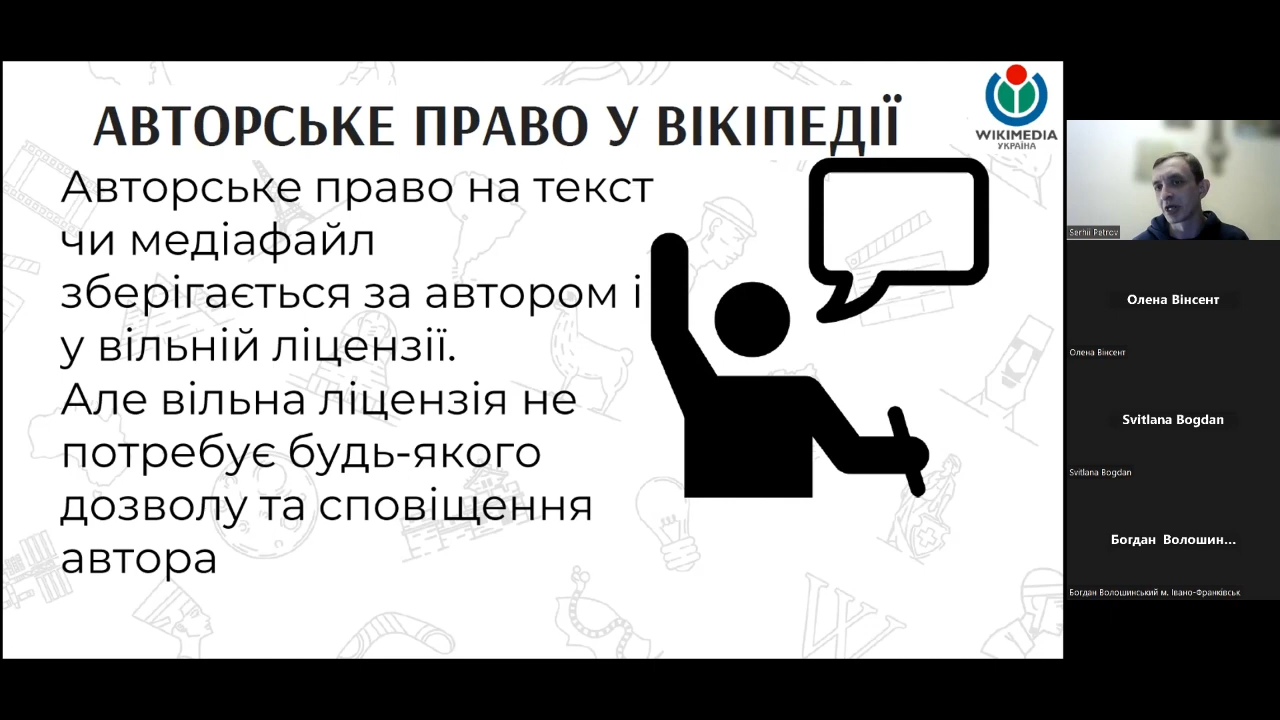 АВТОРСЬКЕ ПРАВО У ВІКІПЕДІЇ
WIKIMEDIA
УКРАЇНА
Авторське право на текст
чи медіафайл
зберігається за автором і
у вільній ліцензії.
Але вільна ліцензія не
потребує будь-якого
дозволу та сповіщення
автора
Serhii Petrov
Олена Вінсент
Олена Вінсент
Svitlana Bogdan
Svitlana Bogdan
Богдан Волошин...
Богдан Волошинський м. Івано-Франківськ